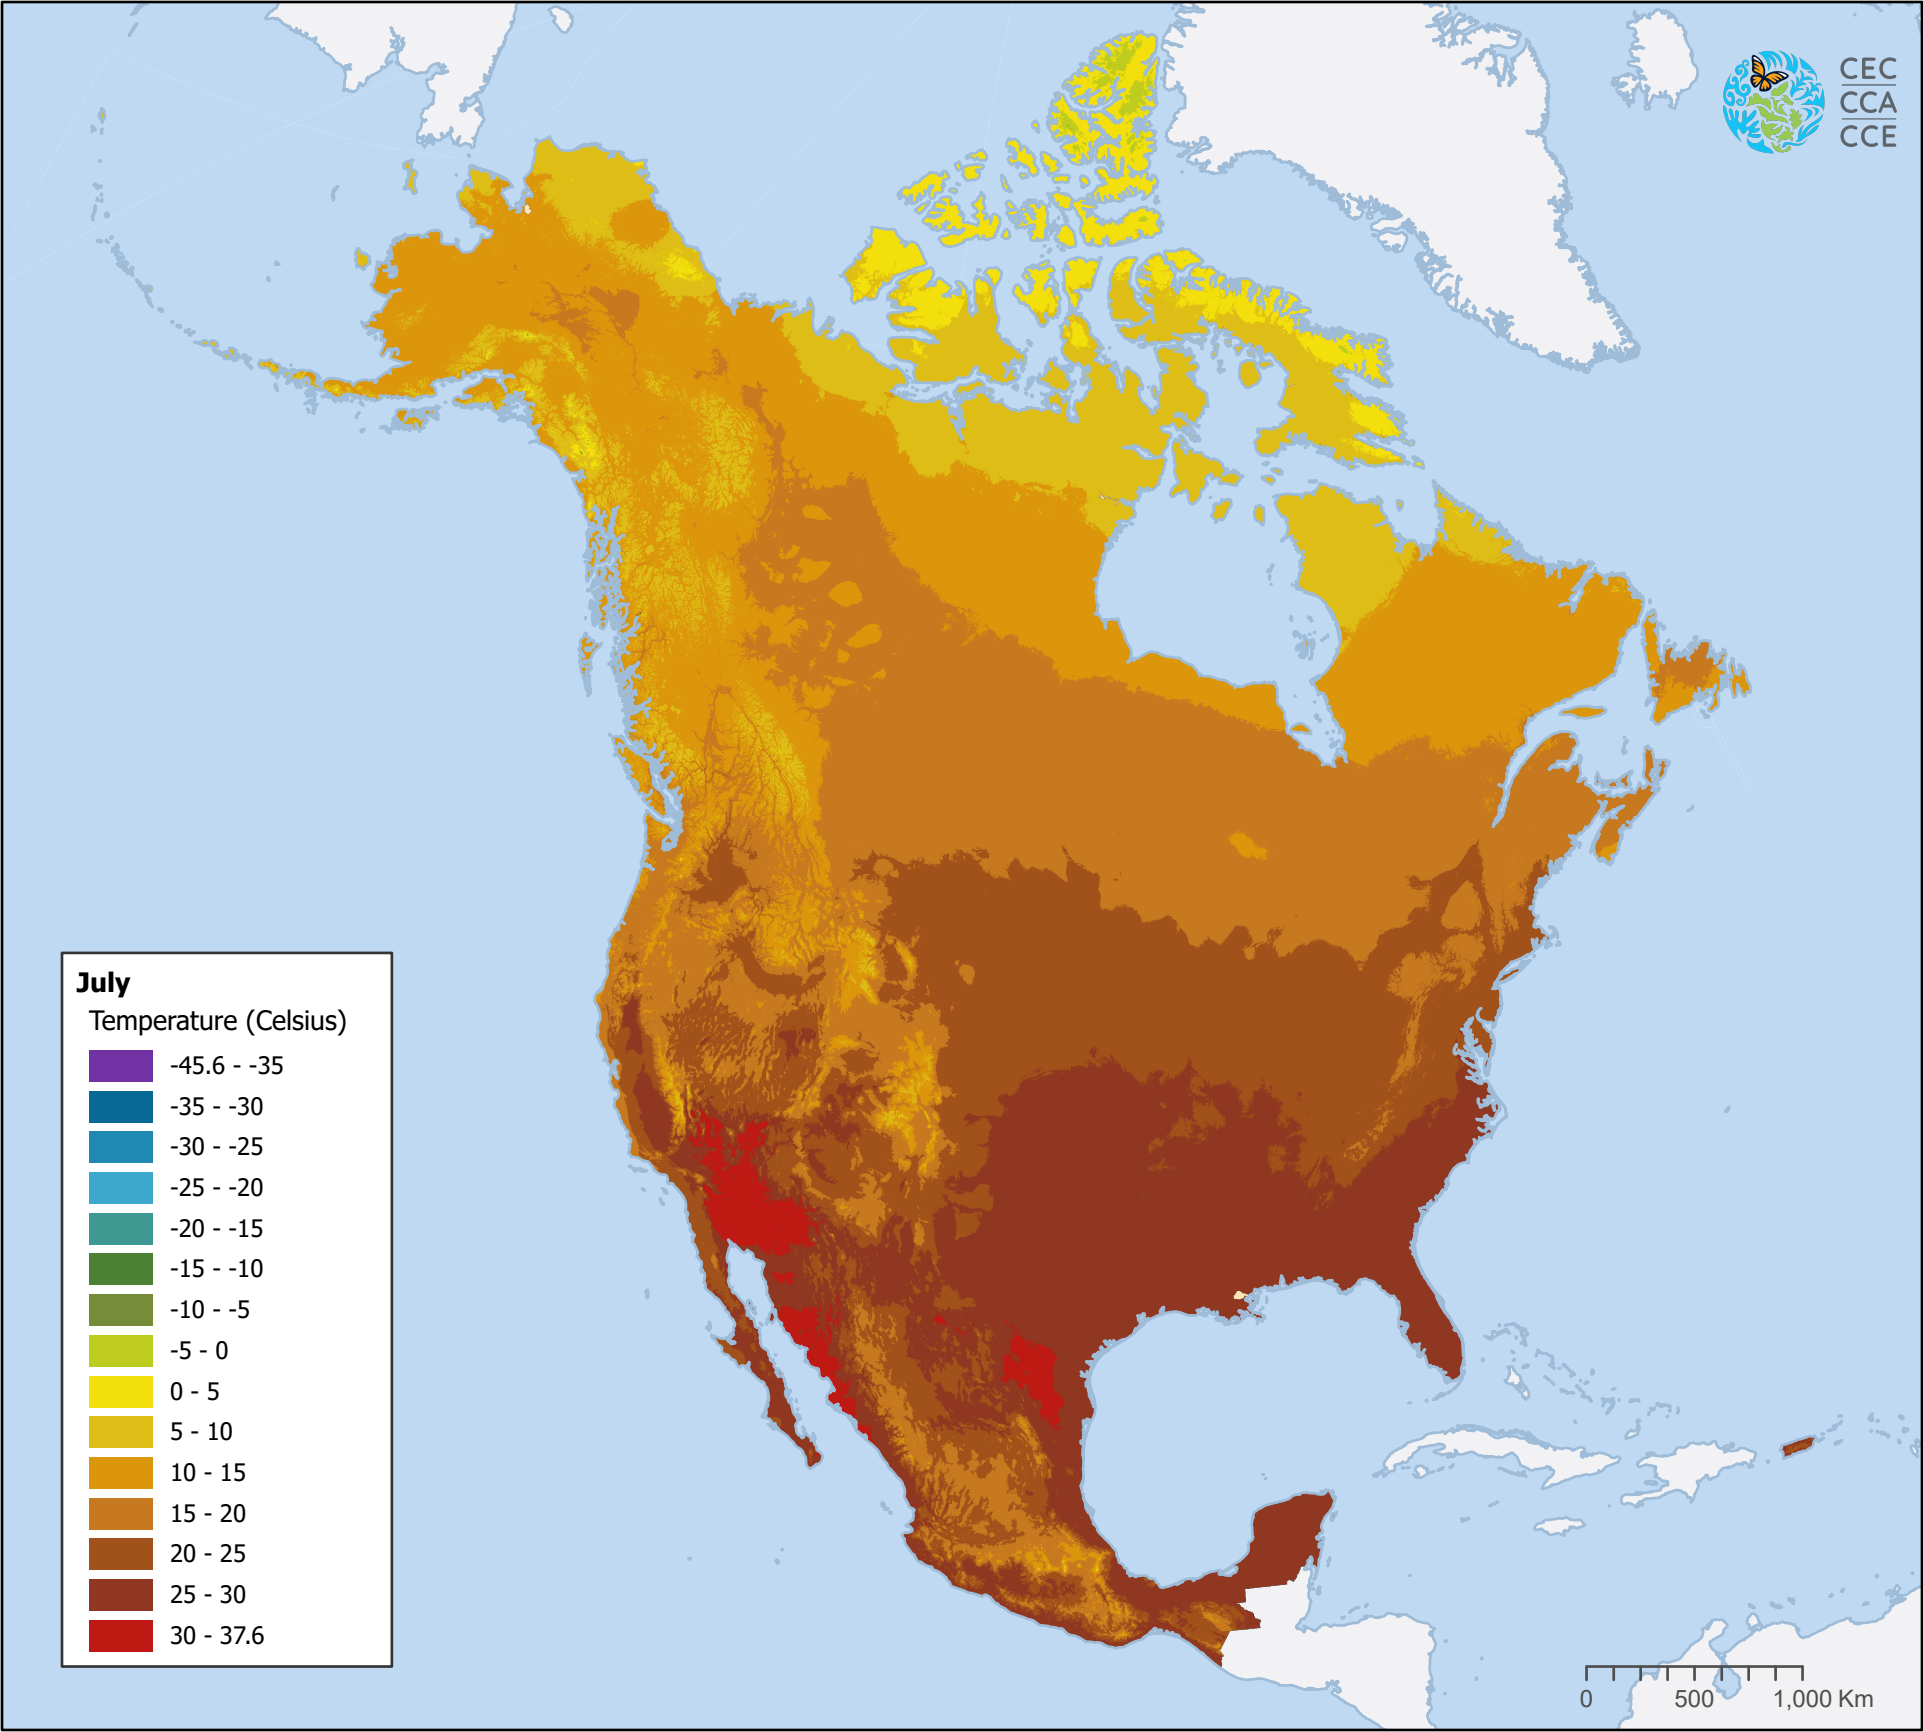 CEC
CCA
CCE
July
Temperature (Celsius)
-45.6 - -35
-35 - -30
-30 - -25
-25 - -20
-20 - -15
-15 - -10
-10 - -5
-5 - 0
0 - 5
5 - 10
10 - 15
15 - 20
20 - 25
25 - 30
30 - 37.6
0 500 1,000 Km